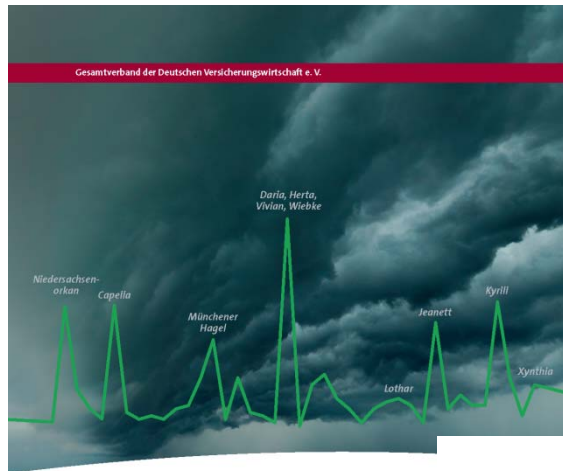 Gesamtverband der Deutschen Versicherungswirtschaft e. V.
Daria, Herta,
Vivian, Wiebke
Niedersachsen-
orkan
Capella
Münchener
Hagel
Jeanett
Kyrill
Lothar
Xynthia